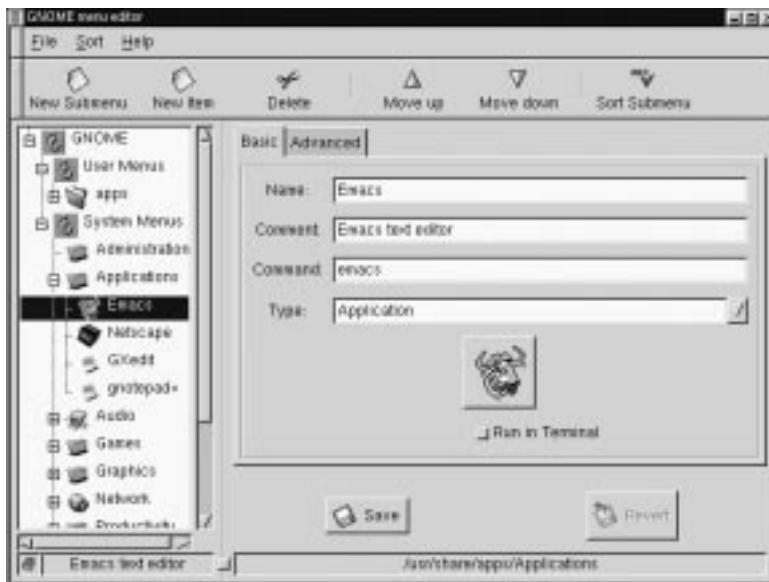 GNOME menu editor
File Sort Help
New Submenu New Item Delete Move up Move down Sort Submenu
GNOME
User Menus
apps
System Menus
Administration
Applications
Emacs
Netscape
GXedit
gnotepad+
Audio
Games
Graphics
Network
Productivity
Basic Advanced
Name: Emacs
Comment: Emacs text editor
Command: emacs
Type: Application
Run in Terminal
Save Revert
Emacs text editor /usr/share/apps/Applications